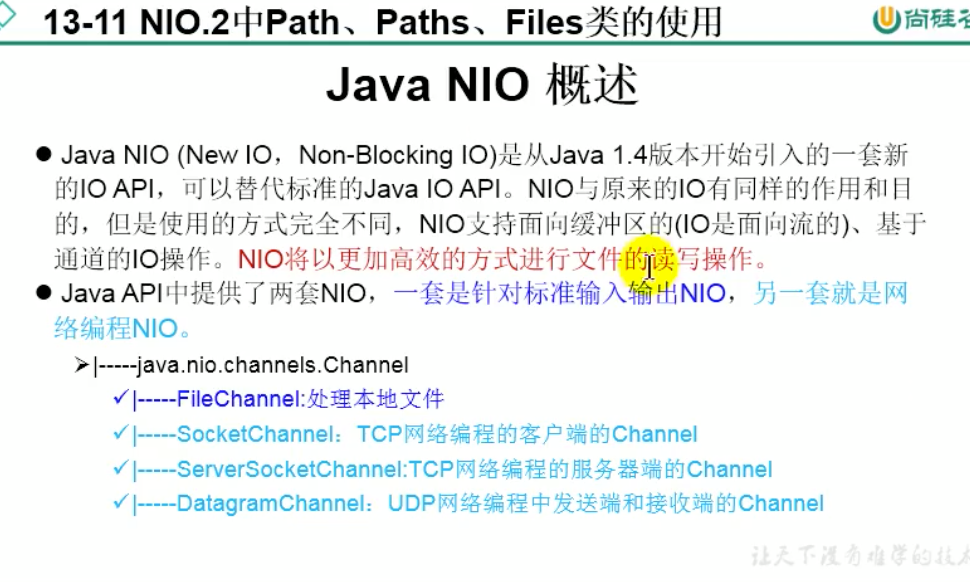 13-11 NIO.2中Path、Paths、Files类的使用
尚硅谷
Java NIO 概述
● Java NIO (New IO，Non-Blocking IO)是从Java 1.4版本开始引入的一套新
的IO API，可以替代标准的Java IO API。NIO与原来的IO有同样的作用和目
的，但是使用的方式完全不同，NIO支持面向缓冲区的(IO是面向流的)、基于
通道的IO操作。NIO将以更加高效的方式进行文件的读写操作。
● Java API中提供了两套NIO，一套是针对标准输入输出NIO，另一套就是网
络编程NIO。
➢|-----java.nio.channels.Channel
✓|-----FileChannel:处理本地文件
✓|-----SocketChannel：TCP网络编程的客户端的Channel
✓|-----ServerSocketChannel:TCP网络编程的服务器端的Channel
✓|-----DatagramChannel：UDP网络编程中发送端和接收端的Channel
让天下没有难学的技术